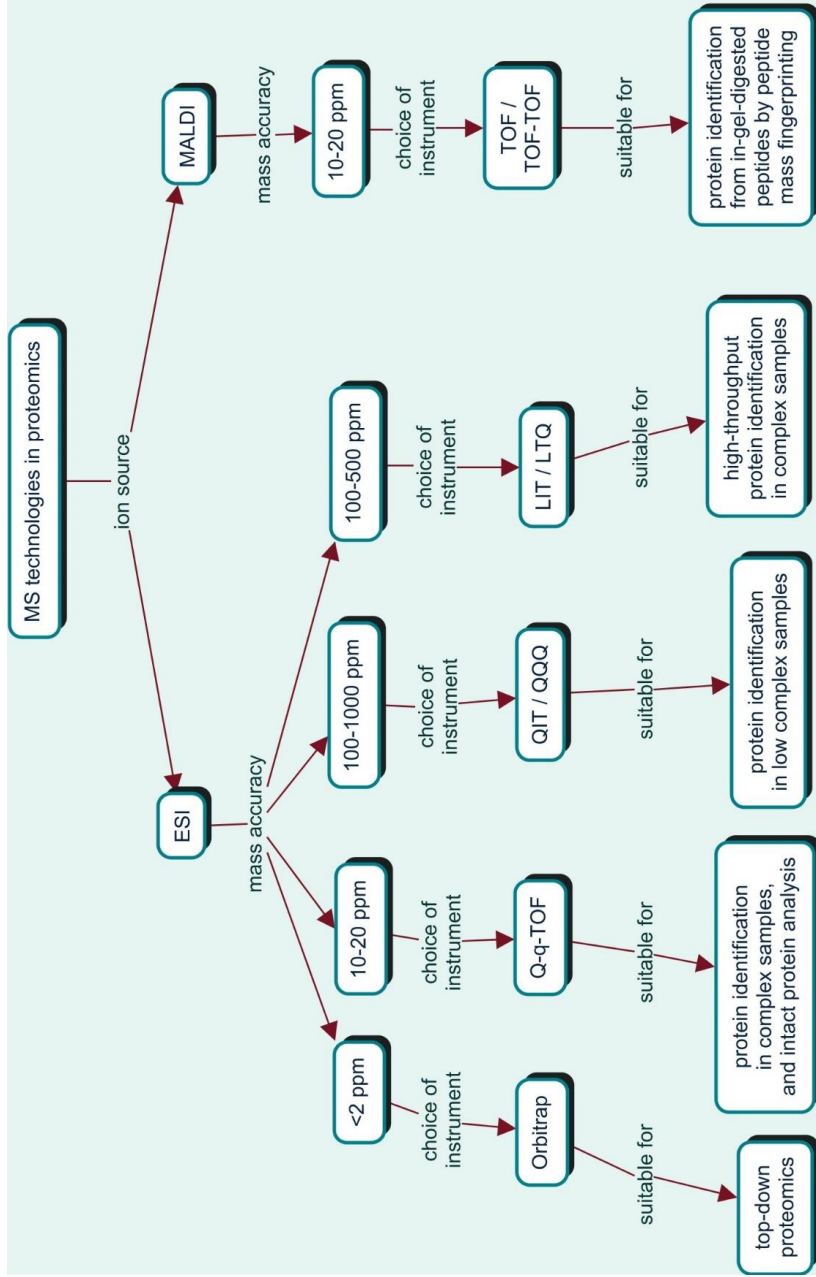 MS technologies in proteomics
ion source
ESI
MALDI
mass accuracy
mass accuracy
<2 ppm
10-20 ppm
100-1000 ppm
100-500 ppm
10-20 ppm
choice of
instrument
choice of
instrument
choice of
instrument
choice of
instrument
choice of
instrument
Orbitrap
Q-q-TOF
QIT / QQQ
LIT / LTQ
TOF /
TOF-TOF
suitable for
suitable for
suitable for
suitable for
suitable for
top-down
proteomics
protein identification
in complex samples,
and intact protein analysis
protein identification
in low complex samples
high-throughput
protein identification
in complex samples
protein identification
from in-gel-digested
peptides by peptide
mass fingerprinting